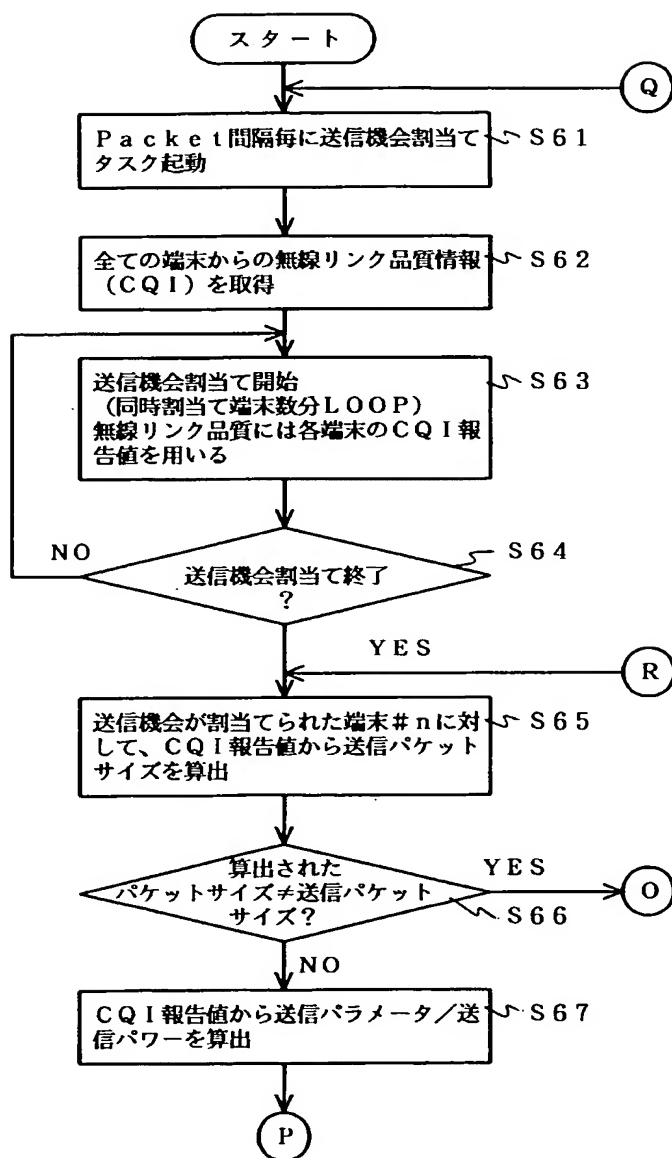 スタート
Q
Packet間隔毎に送信機会割当て
タスク起動
S61
全ての端末からの無線リンク品質情報
(CQI)を取得
S62
送信機会割当て開始
(同時割当て端末数分LOOP)
無線リンク品質には各端末のCQI報
告値を用いる
S63
NO
S64
送信機会割当て終了
?
YES
R
送信機会が割当てられた端末#nに対
して、CQI報告値から送信パケット
サイズを算出
S65
算出された
パケットサイズ≠送信パケット
サイズ?
YES
O
S66
NO
CQI報告値から送信パラメータ/送
信パワーを算出
S67
P